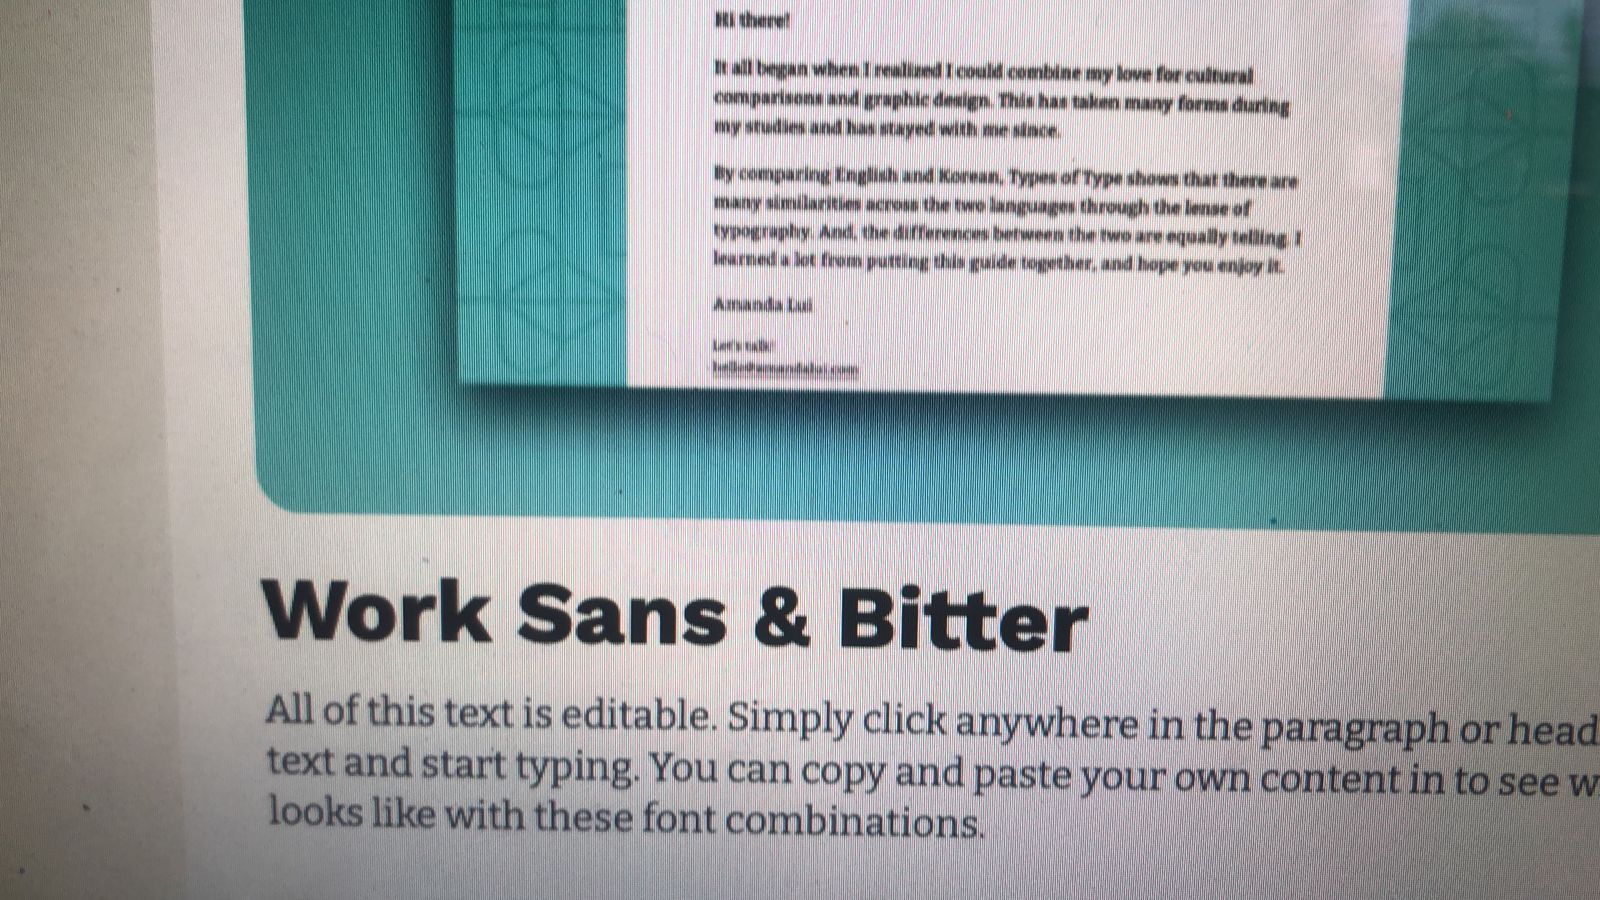 Hi there!
It all began when I realized I could combine my love for cultural
comparisons and graphic design. This has taken many forms during
my studies and has stayed with me since.
By comparing English and Korean, Types of Type shows that there are
many similarities across the two languages through the lense of
typography. And, the differences between the two are equally telling. I
learned a lot from putting this guide together, and hope you enjoy it.
Amanda Lui
Let's talk!
hello@amandalui.com
Work Sans & Bitter
All of this text is editable. Simply click anywhere in the paragraph or head
text and start typing. You can copy and paste your own content in to see w
looks like with these font combinations.